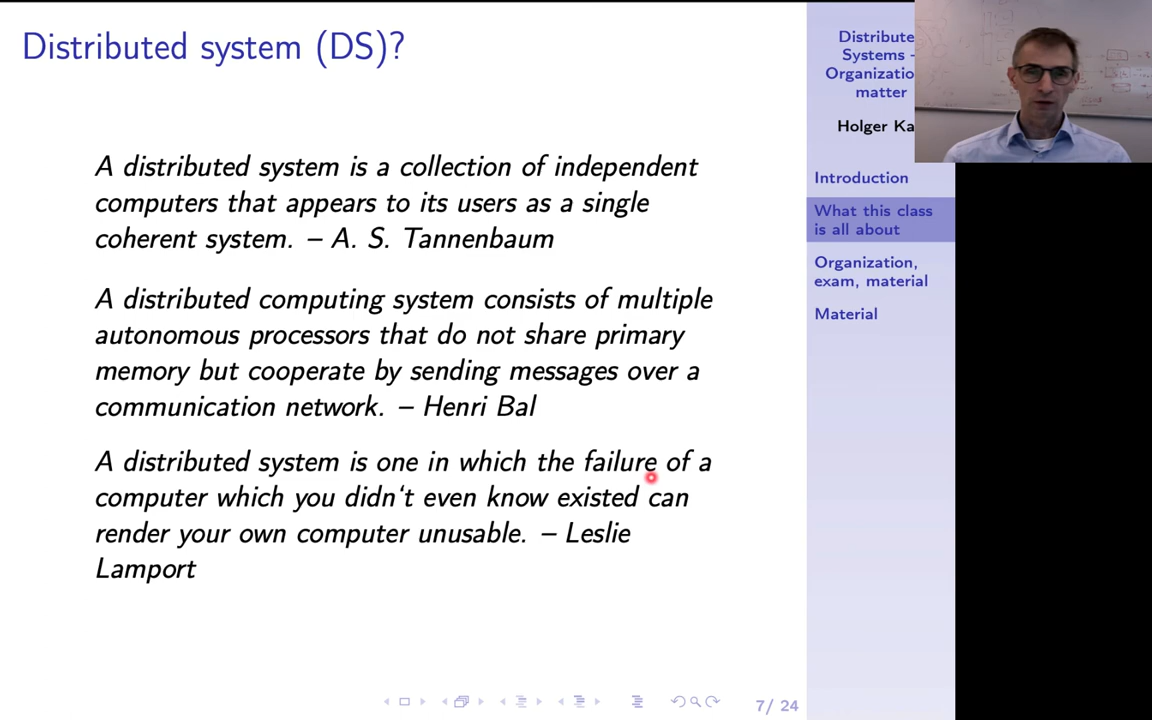 Distributed system (DS)?
A distributed system is a collection of independent
computers that appears to its users as a single
coherent system. – A. S. Tannenbaum
A distributed computing system consists of multiple
autonomous processors that do not share primary
memory but cooperate by sending messages over a
communication network. – Henri Bal
A distributed system is one in which the failure of a
computer which you didn‘t even know existed can
render your own computer unusable. – Leslie
Lamport
Distribute
Systems -
Organizatio
matter
Holger Ka
Introduction
What this class
is all about
Organization,
exam, material
Material
7/ 24